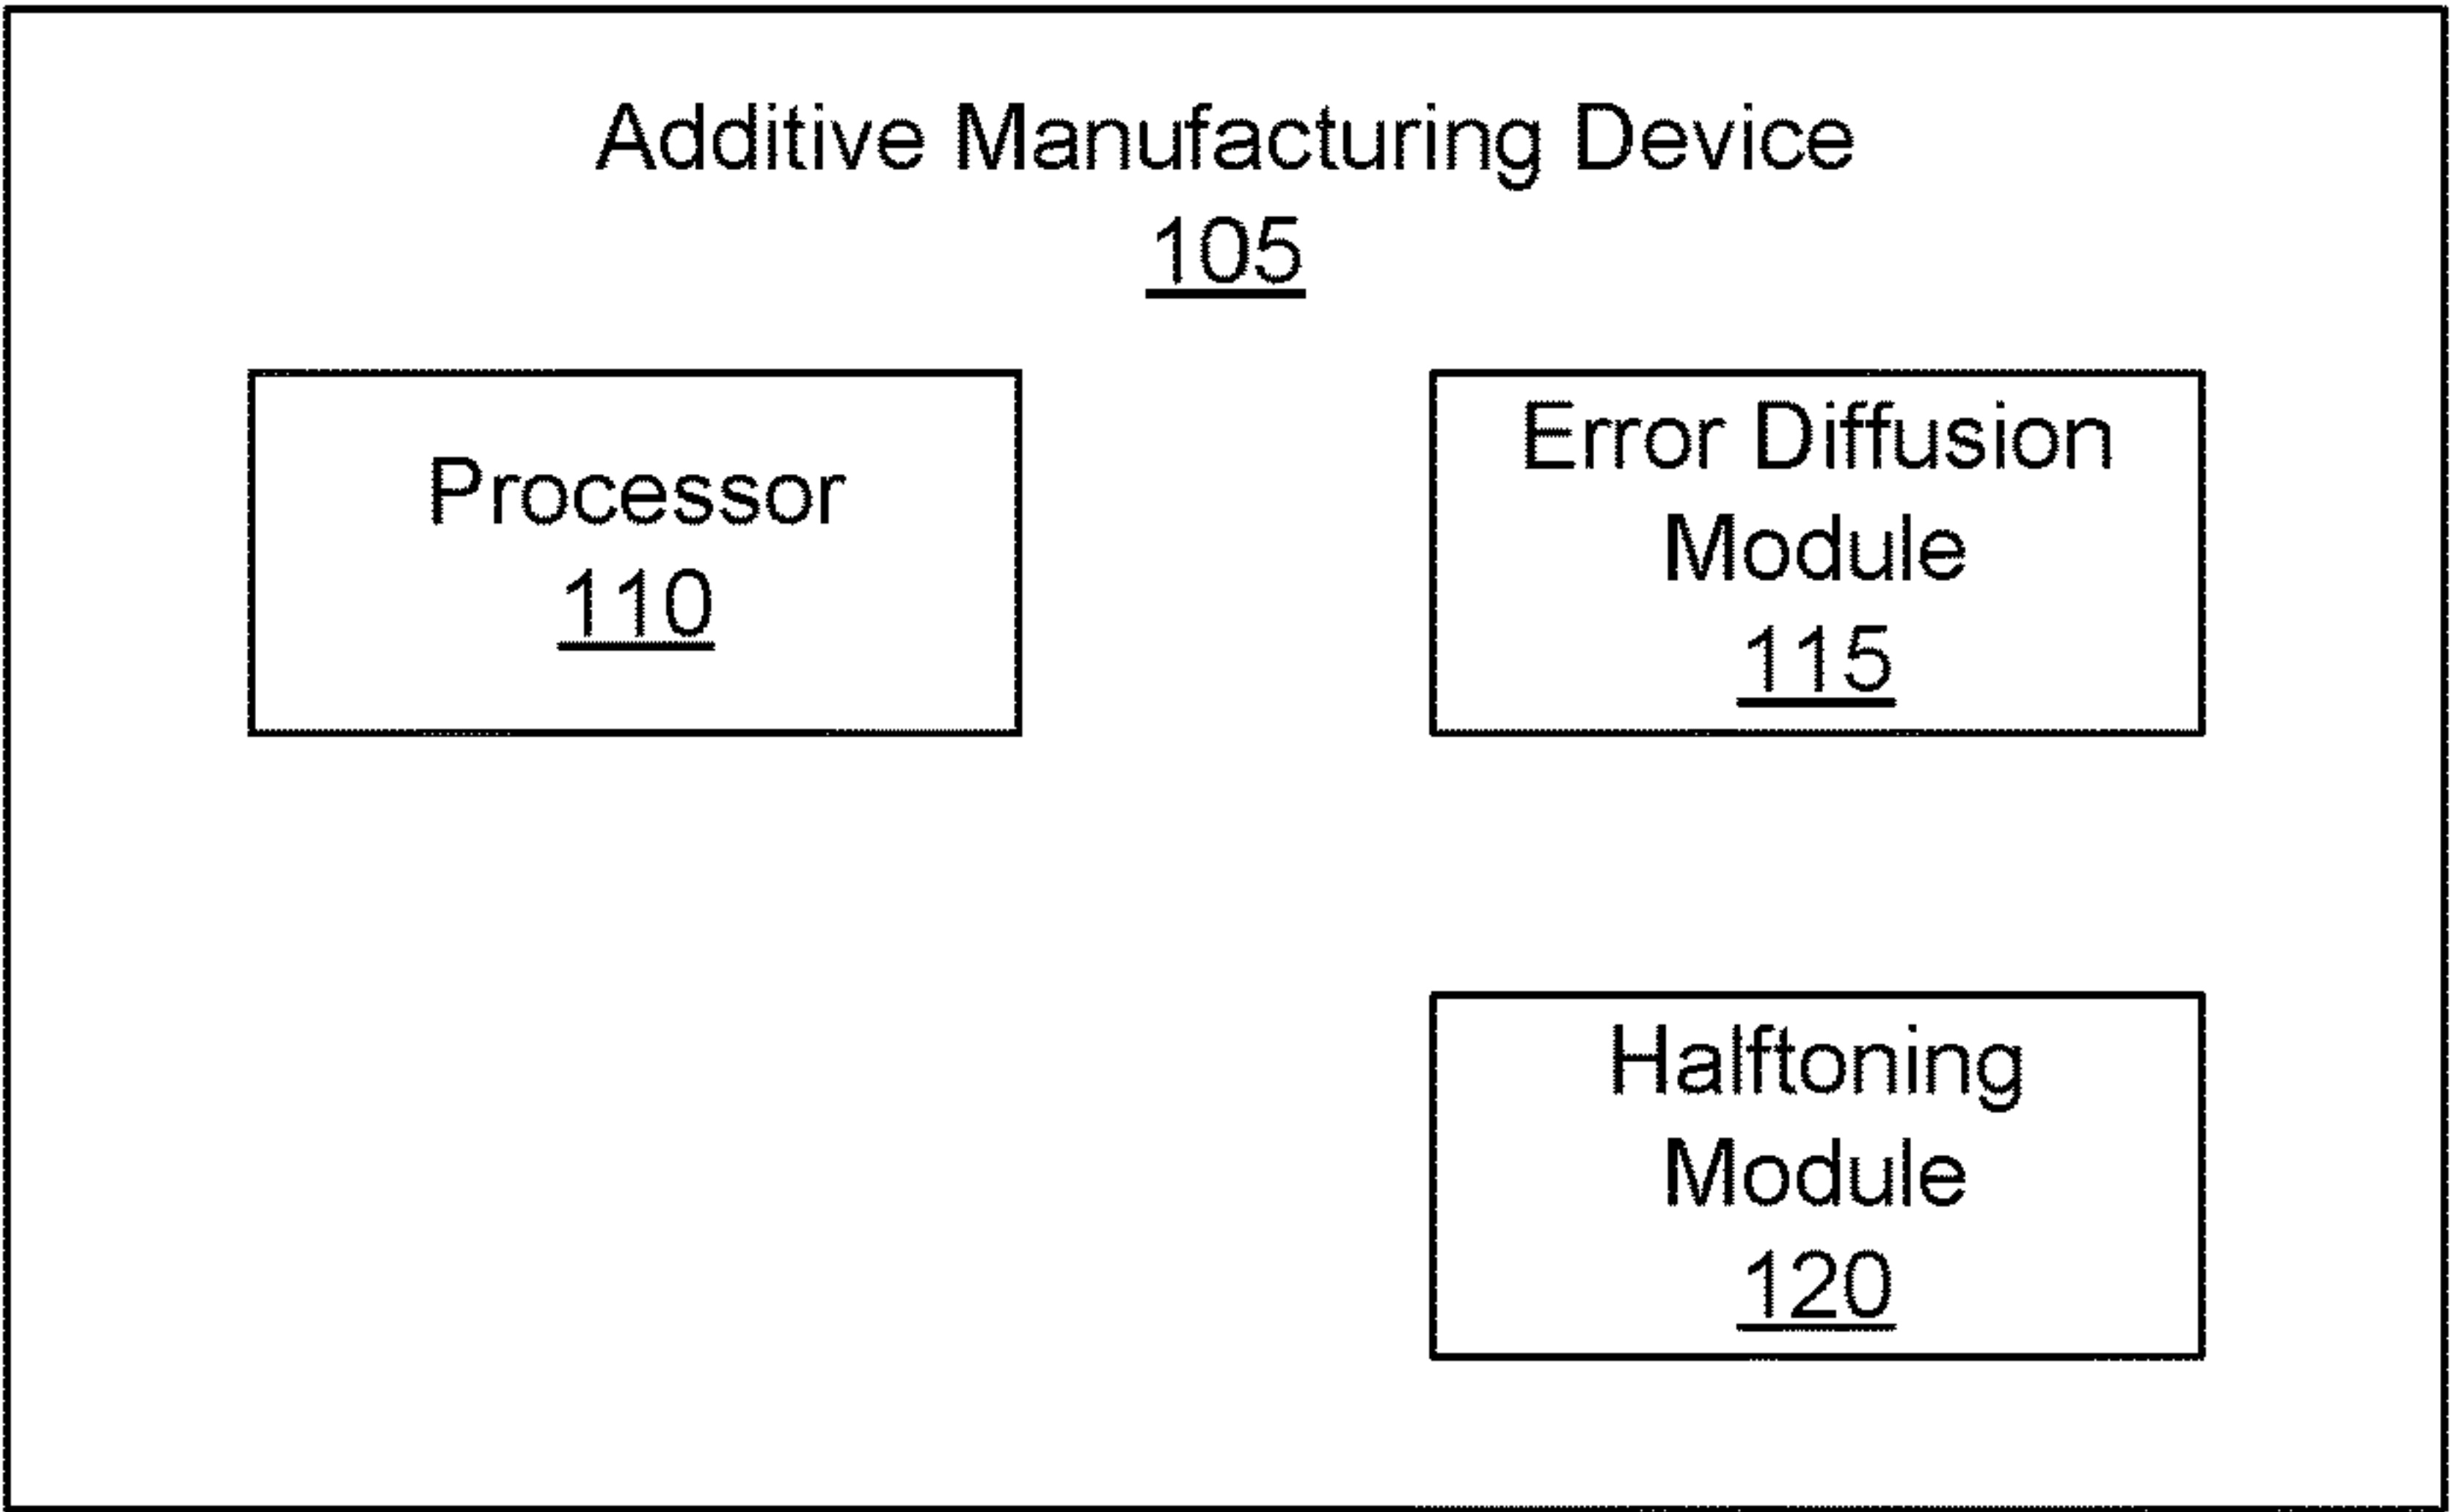 Additive Manufacturing Device
105
Processor
110
Error Diffusion
Module
115
Halftoning
Module
120